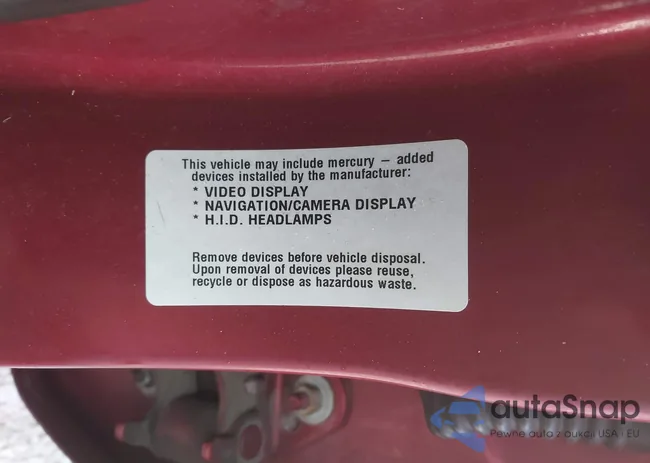 This vehicle may include mercury – added
devices installed by the manufacturer:
* VIDEO DISPLAY
* NAVIGATION/CAMERA DISPLAY
* H.I.D. HEADLAMPS
Remove devices before vehicle disposal.
Upon removal of devices please reuse,
recycle or dispose as hazardous waste.
autaSnap
Pewne auta z aukcji USA i EU